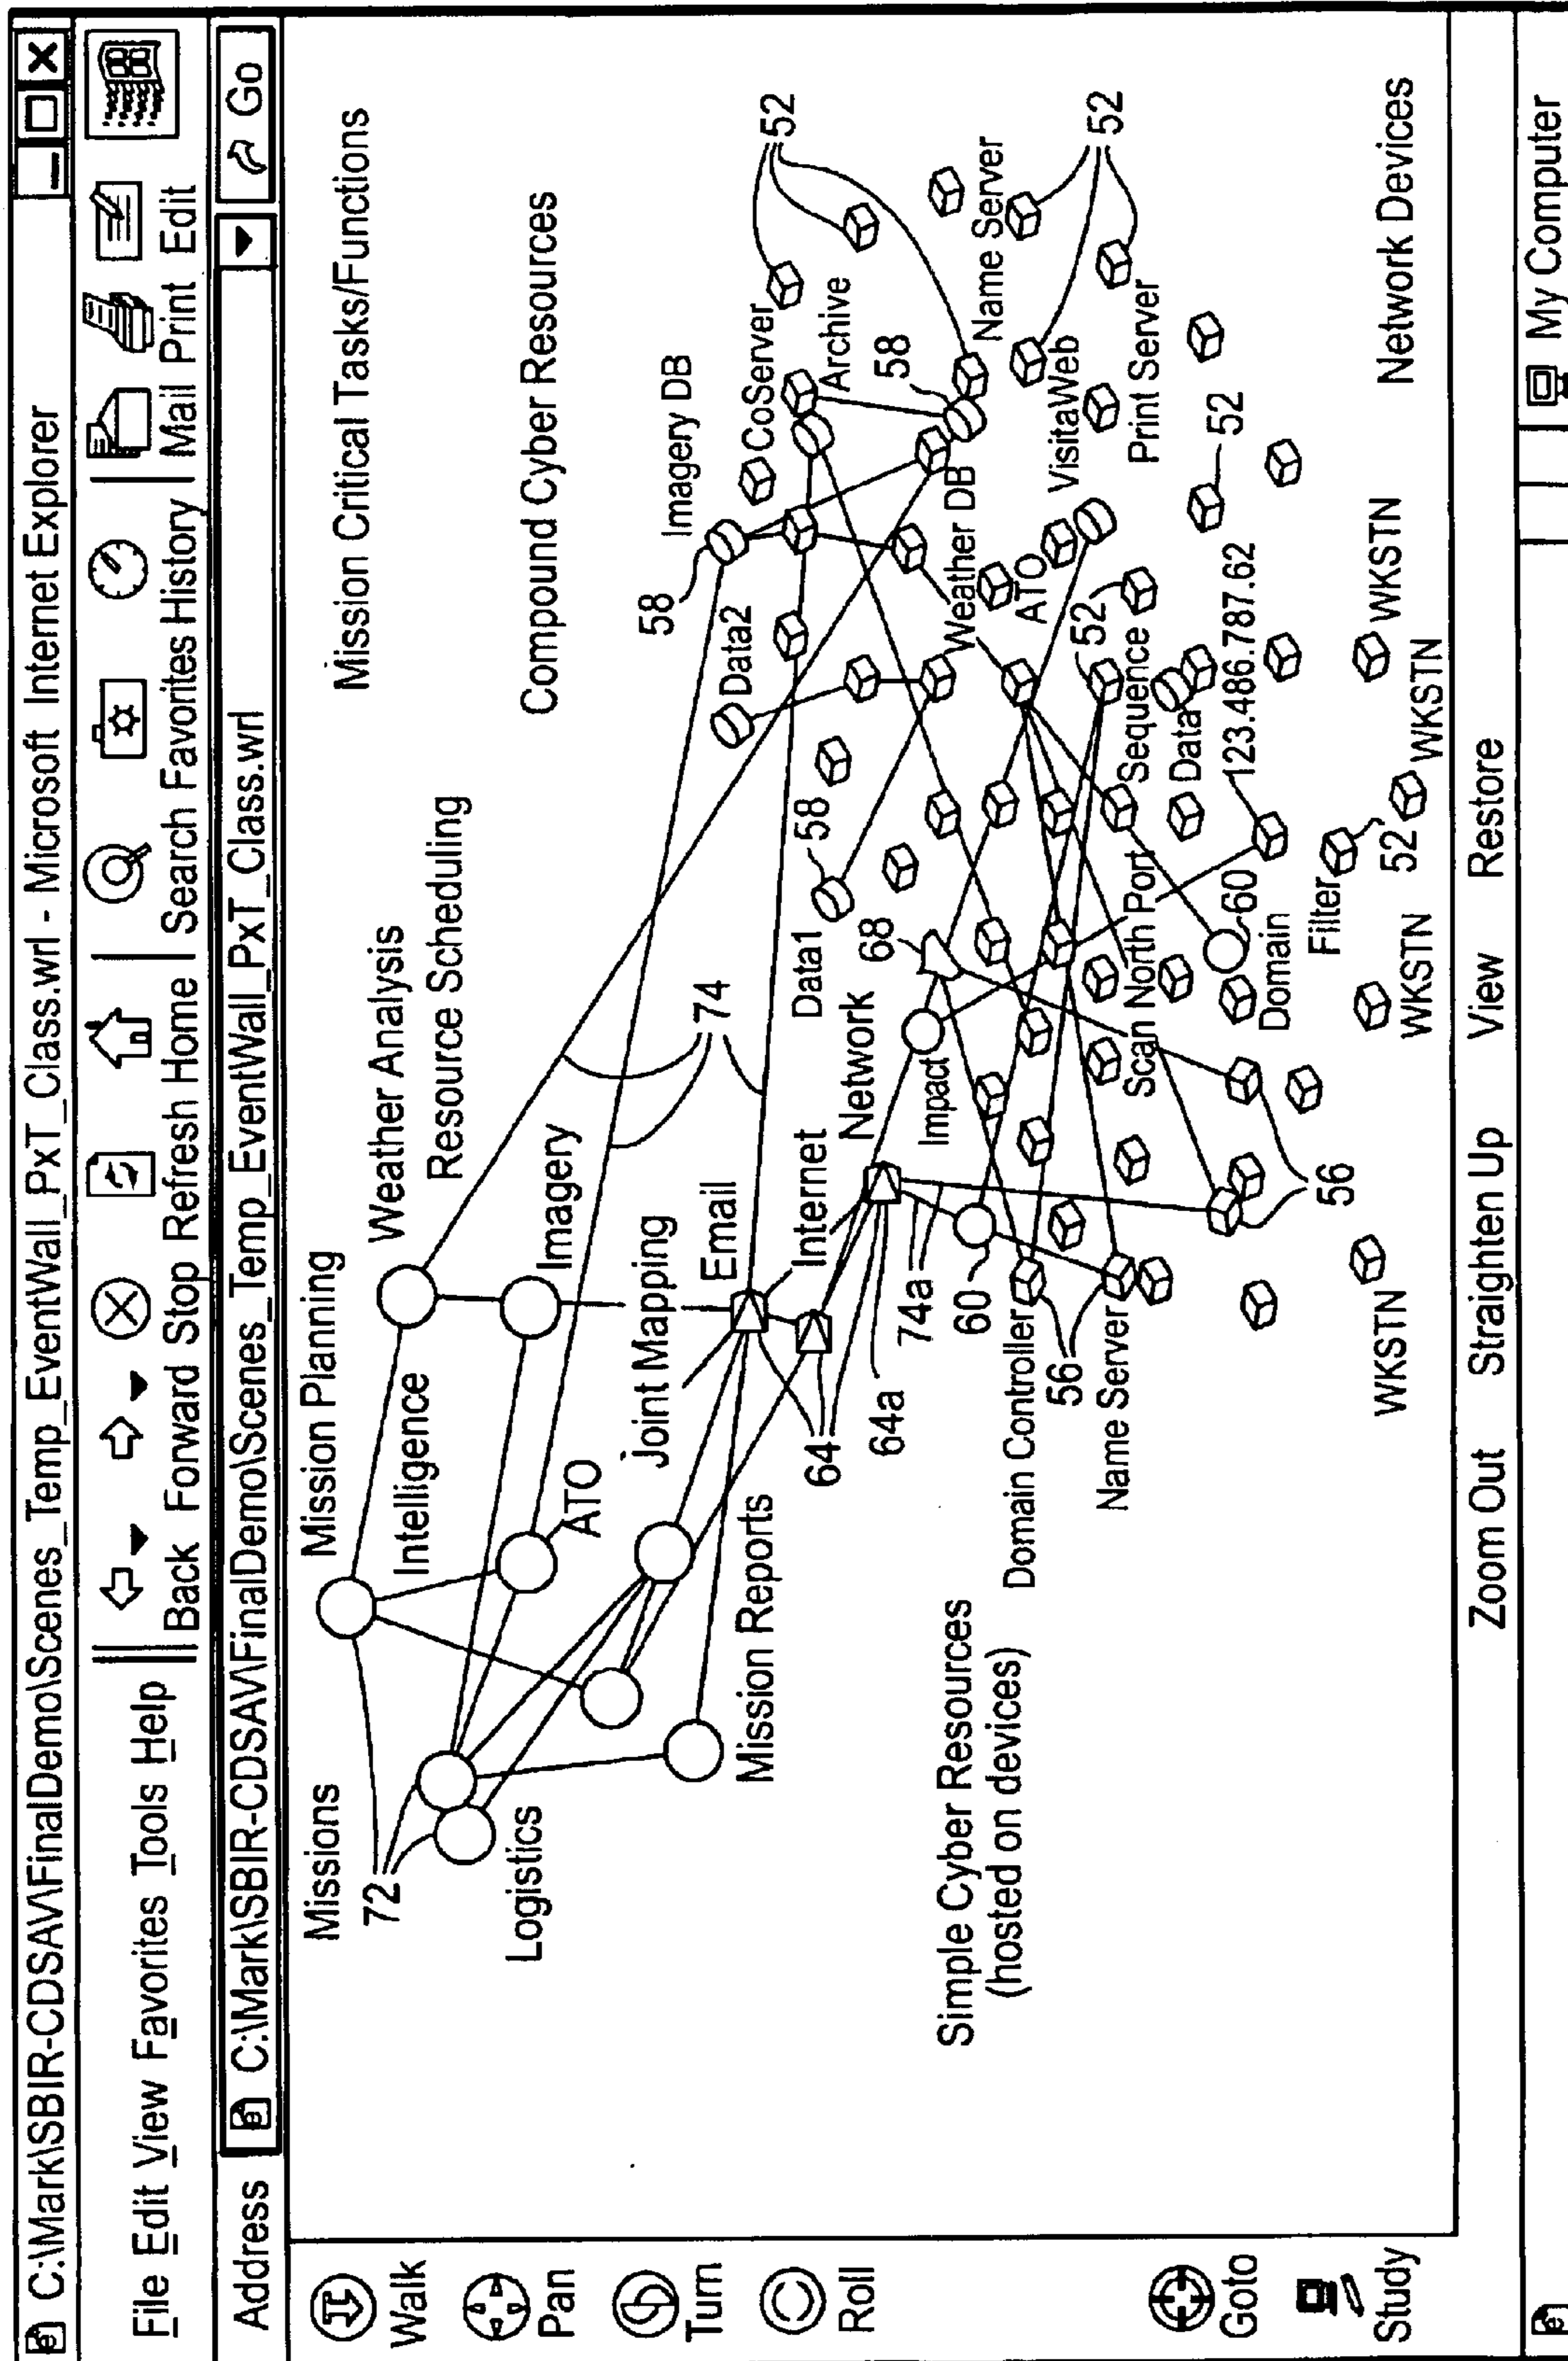 C:\Mark\SBIR-CDSAV\FinalDemo\Scenes_Temp_EventWall_PxT_Class.wrl - Microsoft Internet Explorer
File Edit View Favorites Tools Help
Back Forward Stop Refresh Home Search Favorites History Mail Print Edit
Address C:\Mark\SBIR-CDSAV\FinalDemo\Scenes_Temp_EventWall_PxT_Class.wrl Go
Walk
Pan
Turn
Roll
Goto
Study
Missions
Mission Planning
Mission Critical Tasks/Functions
72
Weather Analysis
Intelligence
Resource Scheduling
Logistics
Imagery
ATO
Compound Cyber Resources
Joint Mapping
58
Imagery DB
74
Email
Data2
CoServer
52
Mission Reports
Internet
Data1
58
Archive
64
Network
68
58
64a
74a
Impact
Weather DB
Name Server
Simple Cyber Resources
(hosted on devices)
60
Domain Controller
ATO
VisitaWeb
56
52
52
Name Server
Scan North Port
Sequence
Print Server
Data
60
123.486.787.62
52
Domain
56
Filter
WKSTN
WKSTN
52
WKSTN
WKSTN
Network Devices
Zoom Out Straighten Up View Restore
My Computer